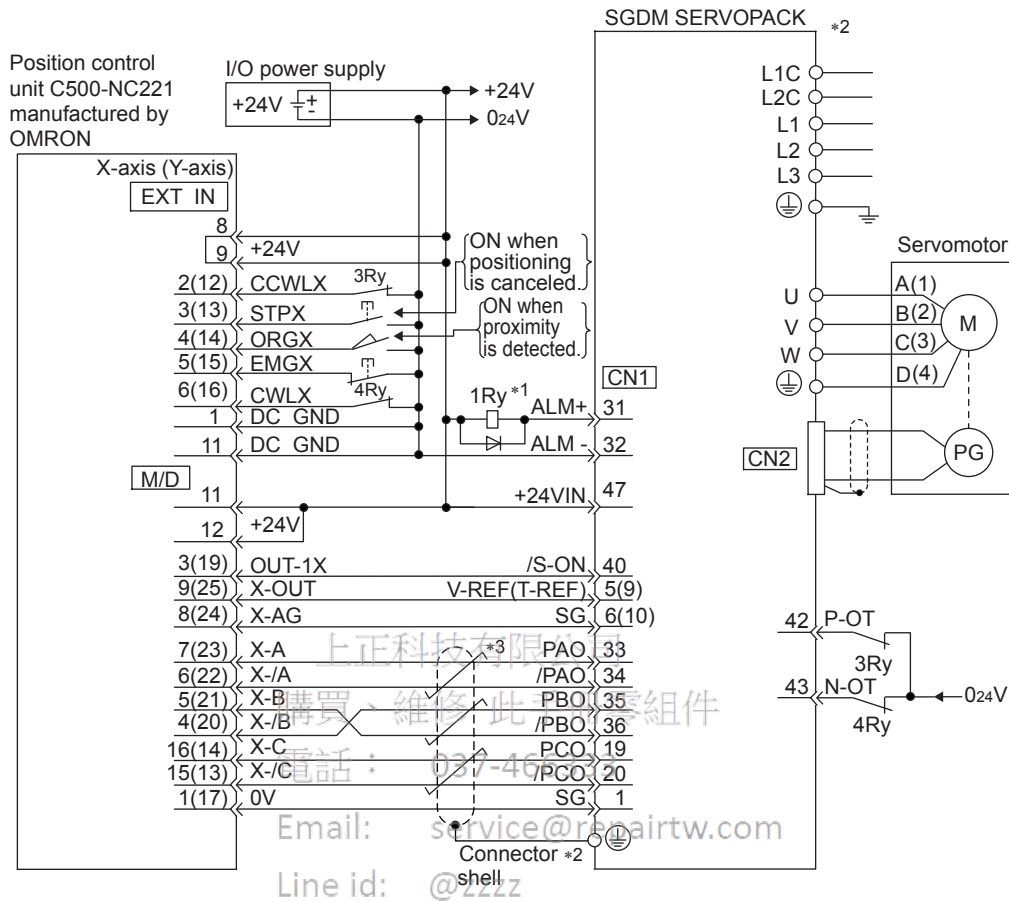 SGDM SERVOPACK *2
Position control
unit C500-NC221
manufactured by
OMRON
I/O power supply
+24V
+
-
+24V
024V
L1C
L2C
L1
L2
L3
X-axis (Y-axis)
EXT IN
8
9 +24V
2(12) CCWLX 3Ry
3(13) STPX
4(14) ORGX
5(15) EMGX
6(16) CWLX 4Ry
1 DC GND
11 DC GND
ON when
positioning
is canceled.
ON when
proximity
is detected.
1Ry *1
CN1
ALM+ 31
ALM - 32
Servomotor
U A(1)
V B(2)
W C(3)
D(4)
M
CN2
PG
M/D
11 +24VIN 47
12 +24V
3(19) OUT-1X /S-ON 40
9(25) X-OUT V-REF(T-REF) 5(9)
8(24) X-AG SG 6(10)
7(23) X-A *3 PAO 33
6(22) X-/A /PAO 34
5(21) X-B PBO 35
4(20) X-/B /PBO 36
16(14) X-C PCO 19
15(13) X-/C /PCO 20
1(17) 0V SG 1
Connector *2
shell
42 P-OT
3Ry
43 N-OT 024V
4Ry
上正科技有限公司
購買、維修 此手冊零組件
電話: 037-466333
Email: service@repairtw.com
Line id: @zzzz